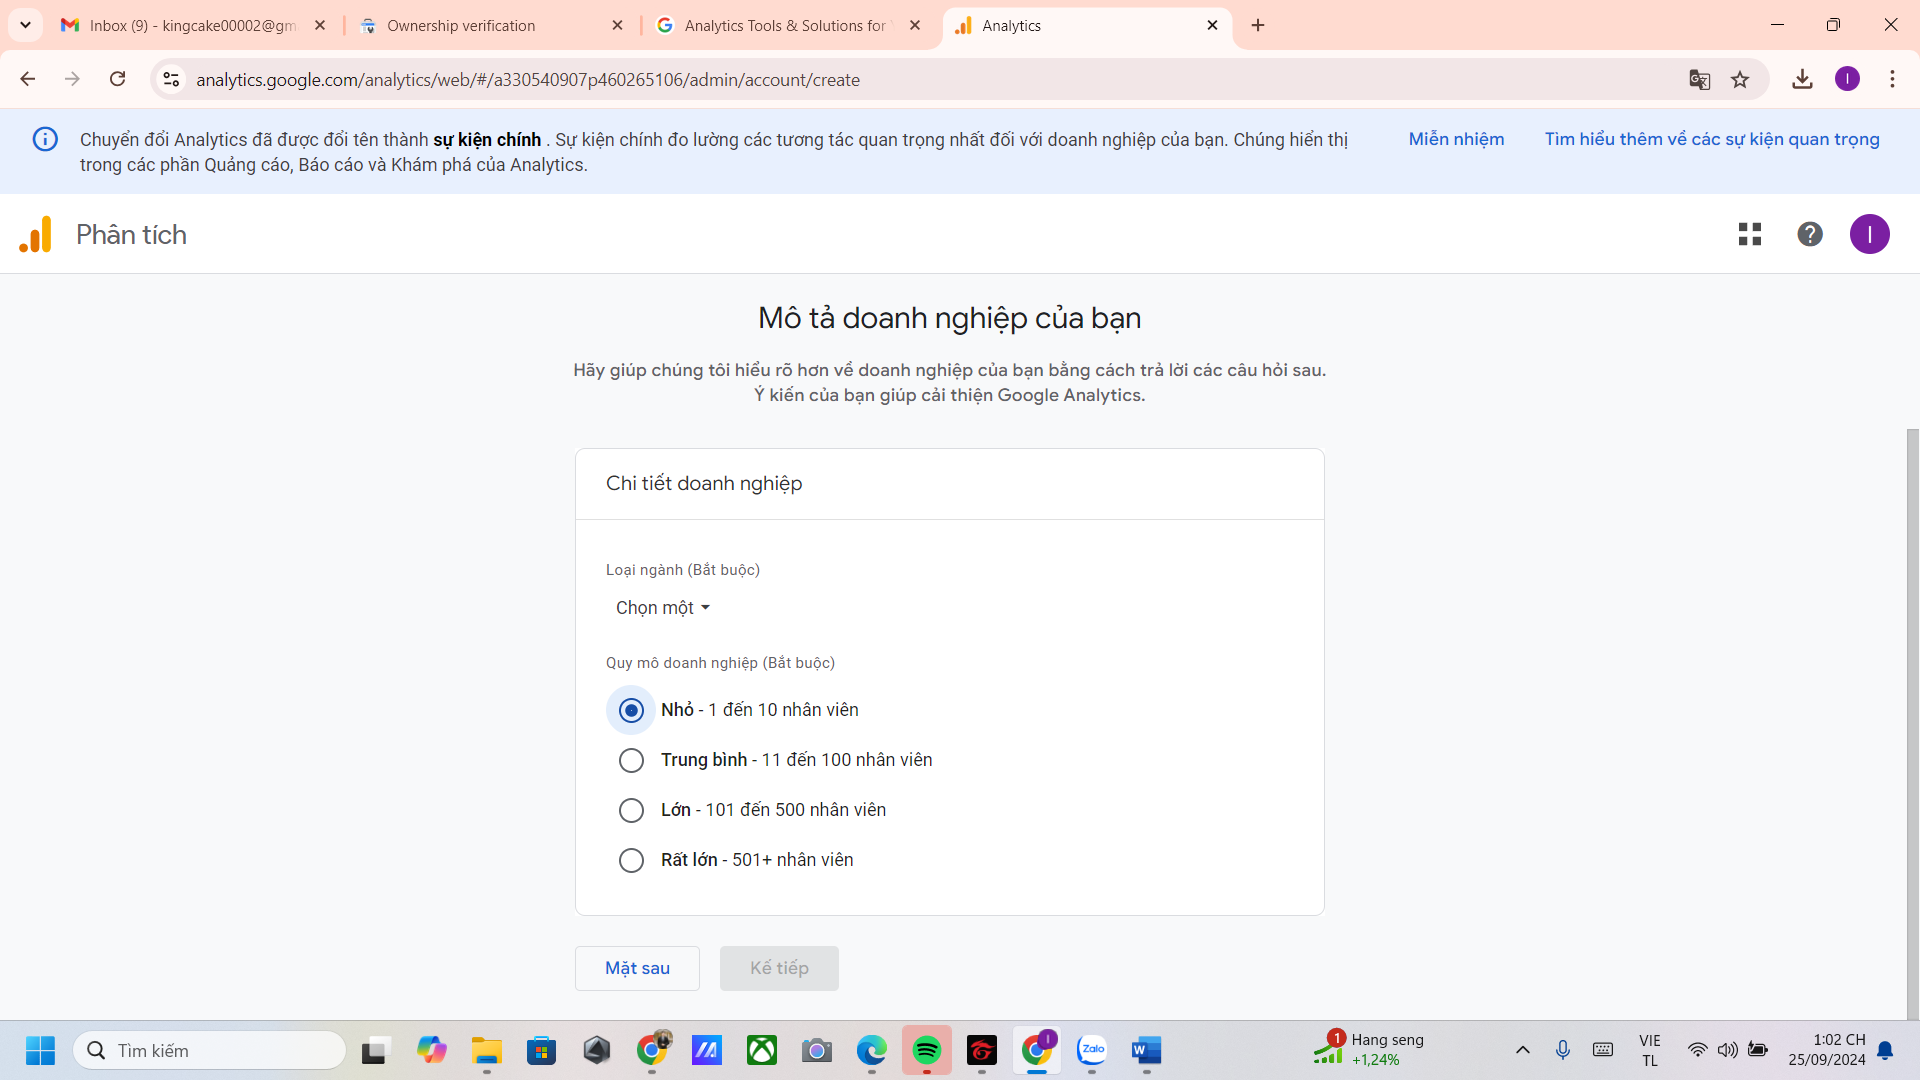 Inbox (9) - kingcake00002@gm
Ownership verification
Analytics Tools & Solutions for
Analytics
analytics.google.com/analytics/web/#/a330540907p460265106/admin/account/create
I
Chuyển đổi Analytics đã được đổi tên thành sự kiện chính . Sự kiện chính đo lường các tương tác quan trọng nhất đối với doanh nghiệp của bạn. Chúng hiển thị
trong các phần Quảng cáo, Báo cáo và Khám phá của Analytics.
Miễn nhiệm
Tìm hiểu thêm về các sự kiện quan trọng
Phân tích
I
Mô tả doanh nghiệp của bạn
Hãy giúp chúng tôi hiểu rõ hơn về doanh nghiệp của bạn bằng cách trả lời các câu hỏi sau.
Ý kiến của bạn giúp cải thiện Google Analytics.
Chi tiết doanh nghiệp
Loại ngành (Bắt buộc)
Chọn một
Quy mô doanh nghiệp (Bắt buộc)
Nhỏ - 1 đến 10 nhân viên
Trung bình - 11 đến 100 nhân viên
Lớn - 101 đến 500 nhân viên
Rất lớn - 501+ nhân viên
Mặt sau
Kế tiếp
Tìm kiếm
Zalo
W
1
Hang seng
+1,24%
VIE
TL
1:02 CH
25/09/2024